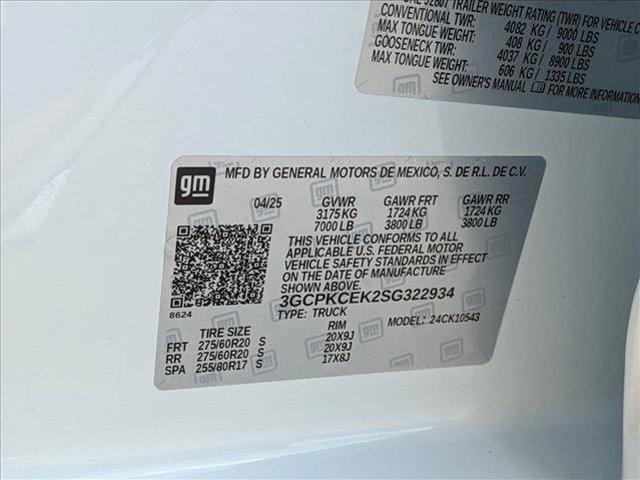 J2807 TRAILER WEIGHT RATING (TWR) FOR VEHICLE
CONVENTIONAL TWR: 4082 KG / 9000 LBS
MAX TONGUE WEIGHT: 408 KG / 900 LBS
GOOSENECK TWR: 4037 KG / 8900 LBS
MAX TONGUE WEIGHT: 606 KG / 1335 LBS
SEE OWNER'S MANUAL FOR MORE INFORMATION
gm
MFD BY GENERAL MOTORS DE MEXICO, S. DE R.L. DE C.V.
04/25 GVWR GAWR FRT GAWR RR
3175 KG 1724 KG 1724 KG
7000 LB 3800 LB 3800 LB
THIS VEHICLE CONFORMS TO ALL
APPLICABLE U.S. FEDERAL MOTOR
VEHICLE SAFETY STANDARDS IN EFFECT
ON THE DATE OF MANUFACTURE
SHOWN ABOVE.
3GCPKCEK2SG322934
8624
TYPE: TRUCK MODEL: 24CK10543
TIRE SIZE RIM
FRT 275/60R20 S 20X9J
RR 275/60R20 S 20X9J
SPA 255/80R17 S 17X8J